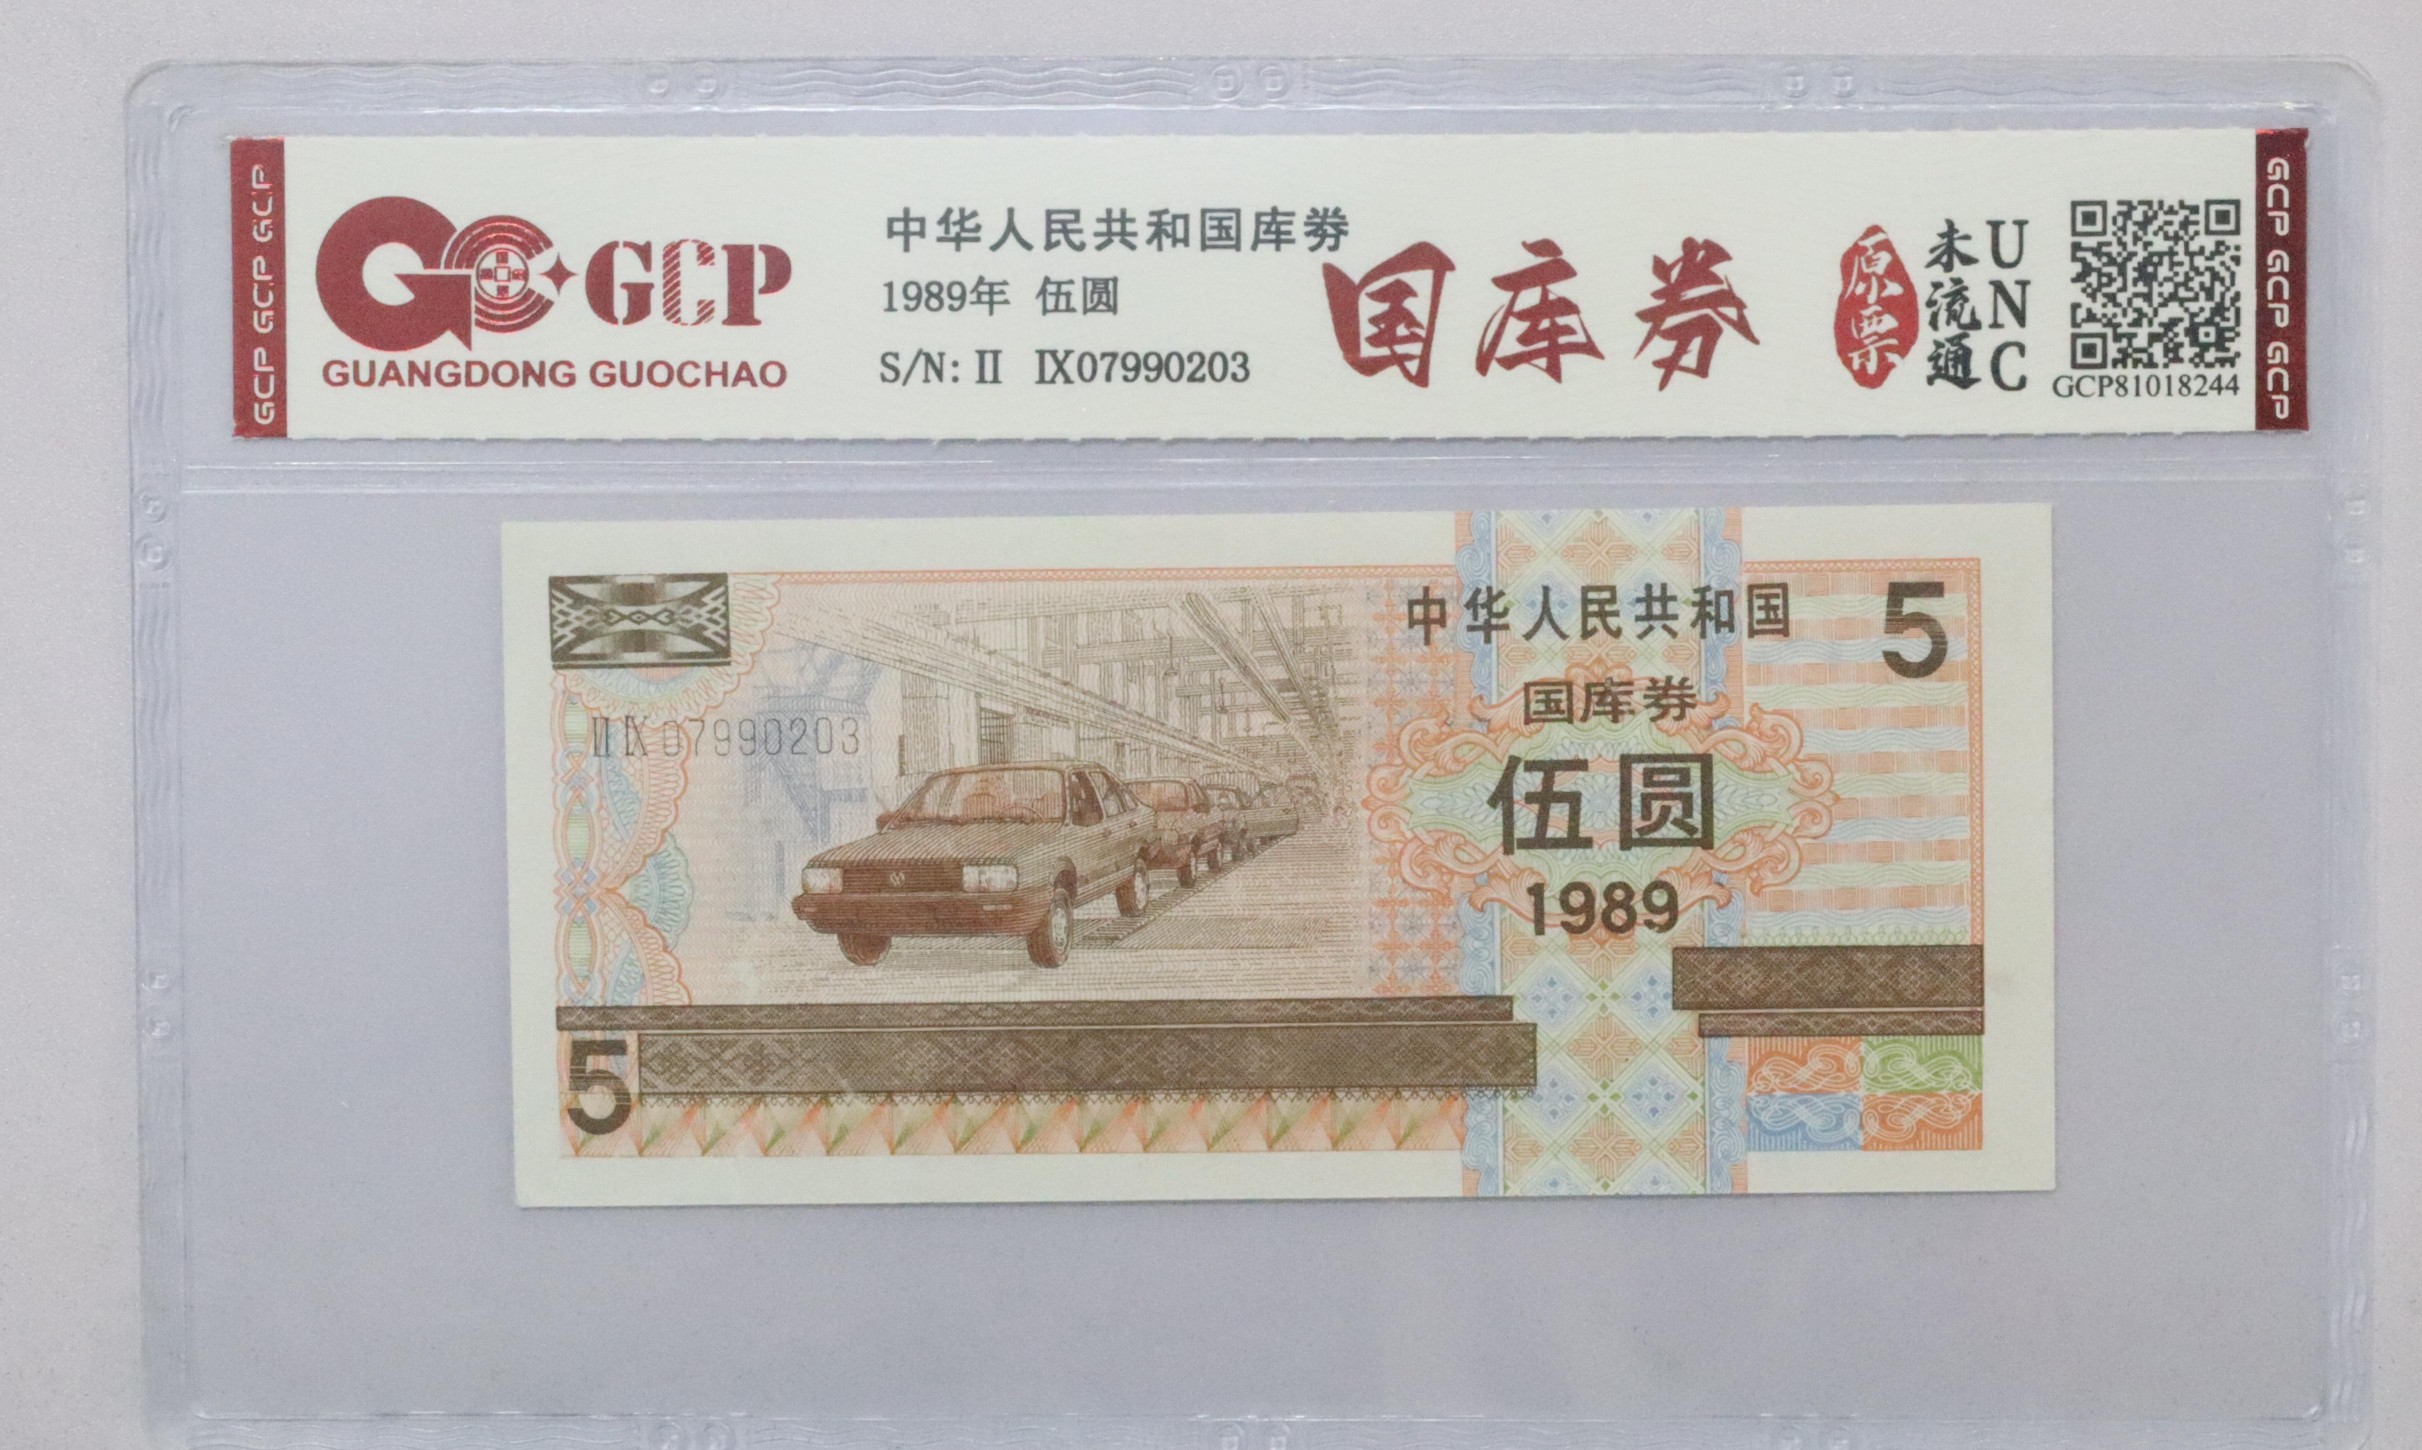 GCP GCP GCP
GCP
GUANGDONG GUOCHAO
中华人民共和国库券
1989年 伍圆
S/N: II IX07990203
国库券
原票
未流通
UNC
GCP81018244
GCP GCP GCP
中华人民共和国
5
国库券
II IX 07990203
伍圆
1989
5